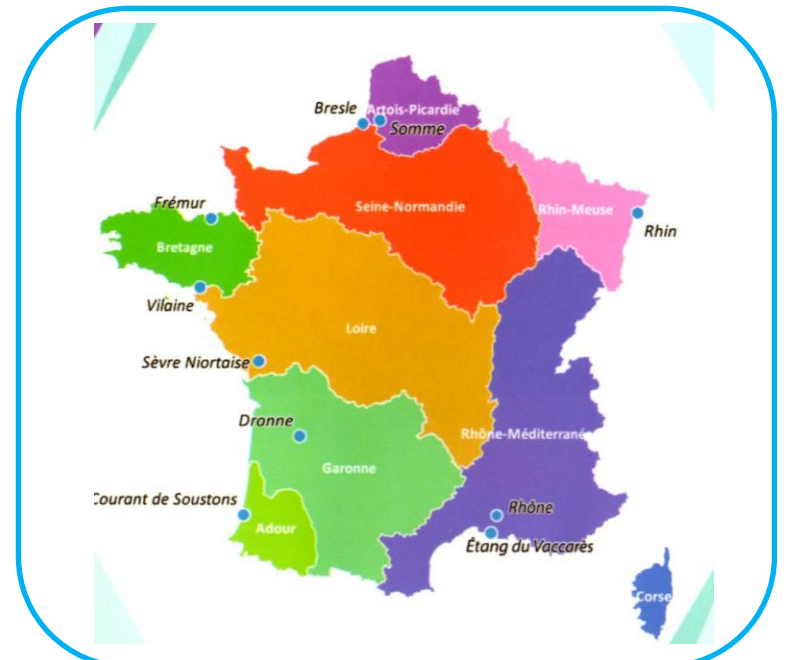 Bresle
Artois-Picardie
Somme
Frémur
Seine-Normandie
Rhin-Meuse
Rhin
Bretagne
Vilaine
Loire
Sèvre Niortaise
Dronne
Rhône-Méditerrané
Garonne
Courant de Soustons
Rhône
Adour
Étang du Vaccarès
Corse